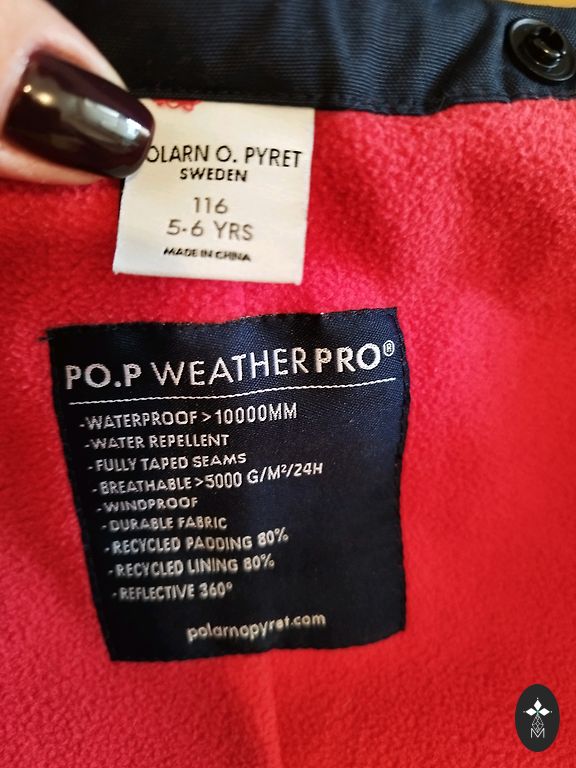 OLARN O. PYRET
SWEDEN
116
5-6 YRS
MADE IN CHINA
PO.P WEATHERPRO®
-WATERPROOF >10000MM
-WATER REPELLENT
-FULLY TAPED SEAMS
-BREATHABLE >5000 G/M²/24H
-WINDPROOF
-DURABLE FABRIC
-RECYCLED PADDING 80%
-RECYCLED LINING 80%
-REFLECTIVE 360°
polarnopyret.com
M